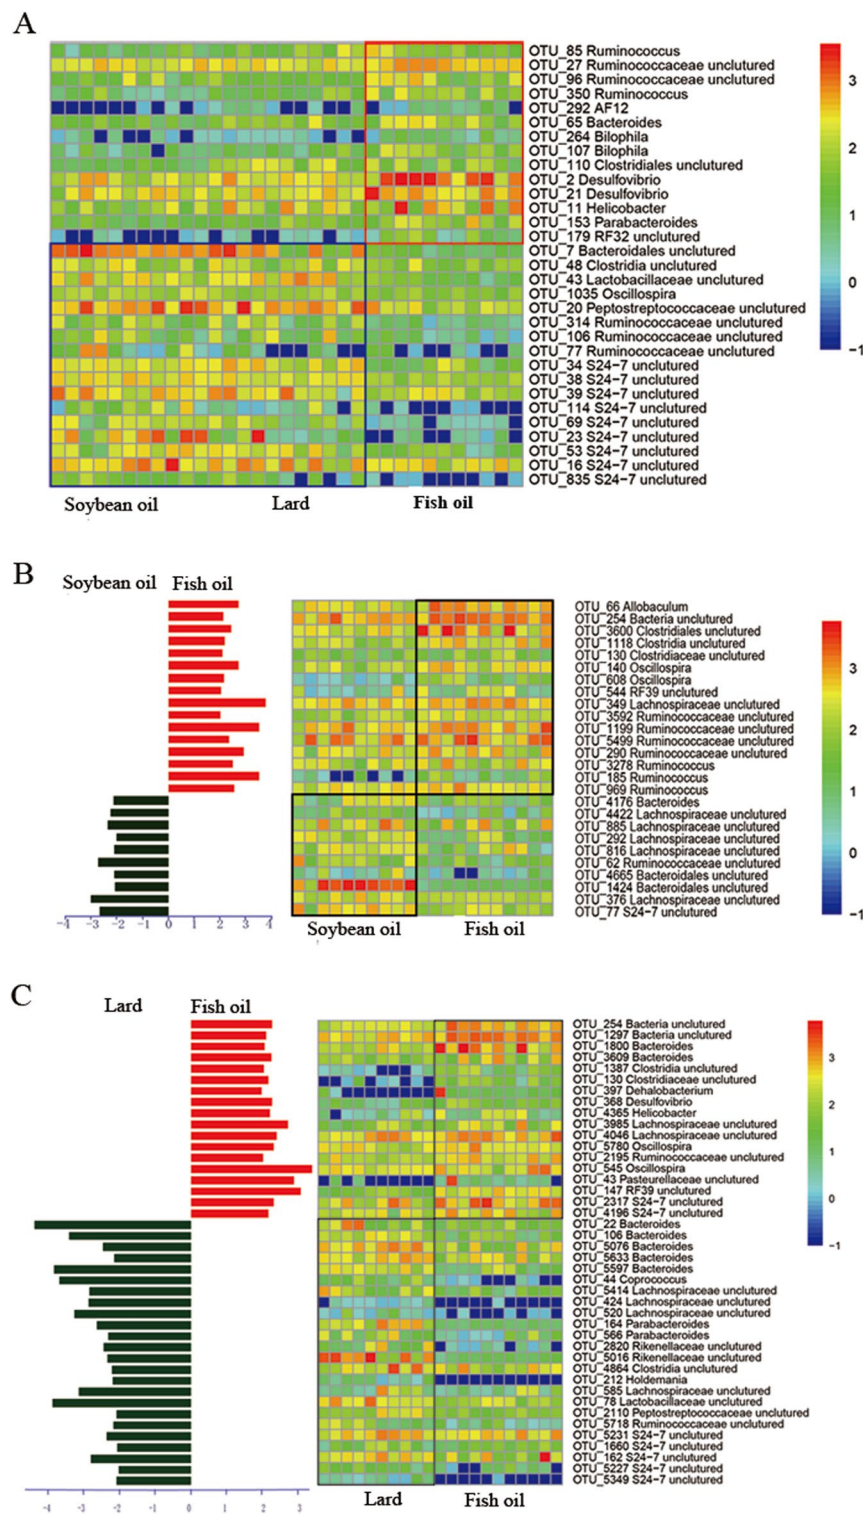 A
OTU_85 Ruminococcus
OTU_27 Ruminococcaceae unclutured
OTU_96 Ruminococcaceae unclutured
OTU_350 Ruminococcus
OTU_292 AF12
OTU_65 Bacteroides
OTU_264 Bilophila
OTU_107 Bilophila
OTU_110 Clostridiales unclutured
OTU_2 Desulfovibrio
OTU_21 Desulfovibrio
OTU_11 Helicobacter
OTU_153 Parabacteroides
OTU_179 RF32 unclutured
OTU_7 Bacteroidales unclutured
OTU_48 Clostridia unclutured
OTU_43 Lactobacillaceae unclutured
OTU_1035 Oscillospira
OTU_20 Peptostreptococcaceae unclutured
OTU_314 Ruminococcaceae unclutured
OTU_106 Ruminococcaceae unclutured
OTU_77 Ruminococcaceae unclutured
OTU_34 S24-7 unclutured
OTU_38 S24-7 unclutured
OTU_39 S24-7 unclutured
OTU_114 S24-7 unclutured
OTU_69 S24-7 unclutured
OTU_23 S24-7 unclutured
OTU_53 S24-7 unclutured
OTU_16 S24-7 unclutured
OTU_835 S24-7 unclutured
3
2
1
0
-1
Soybean oil Lard Fish oil
B
Soybean oil Fish oil
OTU_66 Allobaculum
OTU_254 Bacteria unclutured
OTU_3600 Clostridiales unclutured
OTU_1118 Clostridia unclutured
OTU_130 Clostridiaceae unclutured
OTU_140 Oscillospira
OTU_608 Oscillospira
OTU_544 RF39 unclutured
OTU_349 Lachnospiraceae unclutured
OTU_3592 Ruminococcaceae unclutured
OTU_1199 Ruminococcaceae unclutured
OTU_5499 Ruminococcaceae unclutured
OTU_290 Ruminococcaceae unclutured
OTU_3278 Ruminococcus
OTU_185 Ruminococcus
OTU_969 Ruminococcus
OTU_4176 Bacteroides
OTU_4422 Lachnospiraceae unclutured
OTU_885 Lachnospiraceae unclutured
OTU_292 Lachnospiraceae unclutured
OTU_816 Lachnospiraceae unclutured
OTU_62 Ruminococcaceae unclutured
OTU_4665 Bacteroidales unclutured
OTU_1424 Bacteroidales unclutured
OTU_376 Lachnospiraceae unclutured
OTU_77 S24-7 unclutured
3
2
1
0
-1
-4 -3 -2 -1 0 1 2 3 4
Soybean oil Fish oil
C
Lard Fish oil
OTU_254 Bacteria unclutured
OTU_1297 Bacteria unclutured
OTU_1800 Bacteroides
OTU_3609 Bacteroides
OTU_1387 Clostridia unclutured
OTU_130 Clostridiaceae unclutured
OTU_397 Dehalobacterium
OTU_368 Desulfovibrio
OTU_4365 Helicobacter
OTU_3985 Lachnospiraceae unclutured
OTU_4046 Lachnospiraceae unclutured
OTU_5780 Oscillospira
OTU_2195 Ruminococcaceae unclutured
OTU_545 Oscillospira
OTU_43 Pasteurellaceae unclutured
OTU_147 RF39 unclutured
OTU_2317 S24-7 unclutured
OTU_4196 S24-7 unclutured
OTU_22 Bacteroides
OTU_106 Bacteroides
OTU_5076 Bacteroides
OTU_5633 Bacteroides
OTU_5597 Bacteroides
OTU_44 Coprococcus
OTU_5414 Lachnospiraceae unclutured
OTU_424 Lachnospiraceae unclutured
OTU_520 Lachnospiraceae unclutured
OTU_164 Parabacteroides
OTU_566 Parabacteroides
OTU_2820 Rikenellaceae unclutured
OTU_5016 Rikenellaceae unclutured
OTU_4864 Clostridia unclutured
OTU_212 Holdemania
OTU_585 Lachnospiraceae unclutured
OTU_78 Lactobacillaceae unclutured
OTU_2110 Peptostreptococcaceae unclutured
OTU_5718 Ruminococcaceae unclutured
OTU_5231 S24-7 unclutured
OTU_1660 S24-7 unclutured
OTU_162 S24-7 unclutured
OTU_5227 S24-7 unclutured
OTU_5349 S24-7 unclutured
3
2
1
0
-1
-4 -3 -2 -1 0 1 2 3
Lard Fish oil